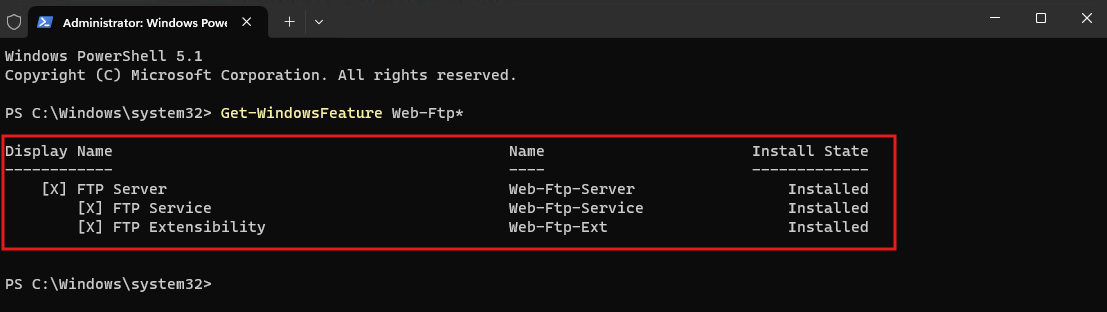 Administrator: Windows Powe
Windows PowerShell 5.1
Copyright (C) Microsoft Corporation. All rights reserved.
PS C:\Windows\system32> Get-WindowsFeature Web-Ftp*
Display Name Name Install State
------------ ---- -------------
[X] FTP Server Web-Ftp-Server Installed
[X] FTP Service Web-Ftp-Service Installed
[X] FTP Extensibility Web-Ftp-Ext Installed
PS C:\Windows\system32>